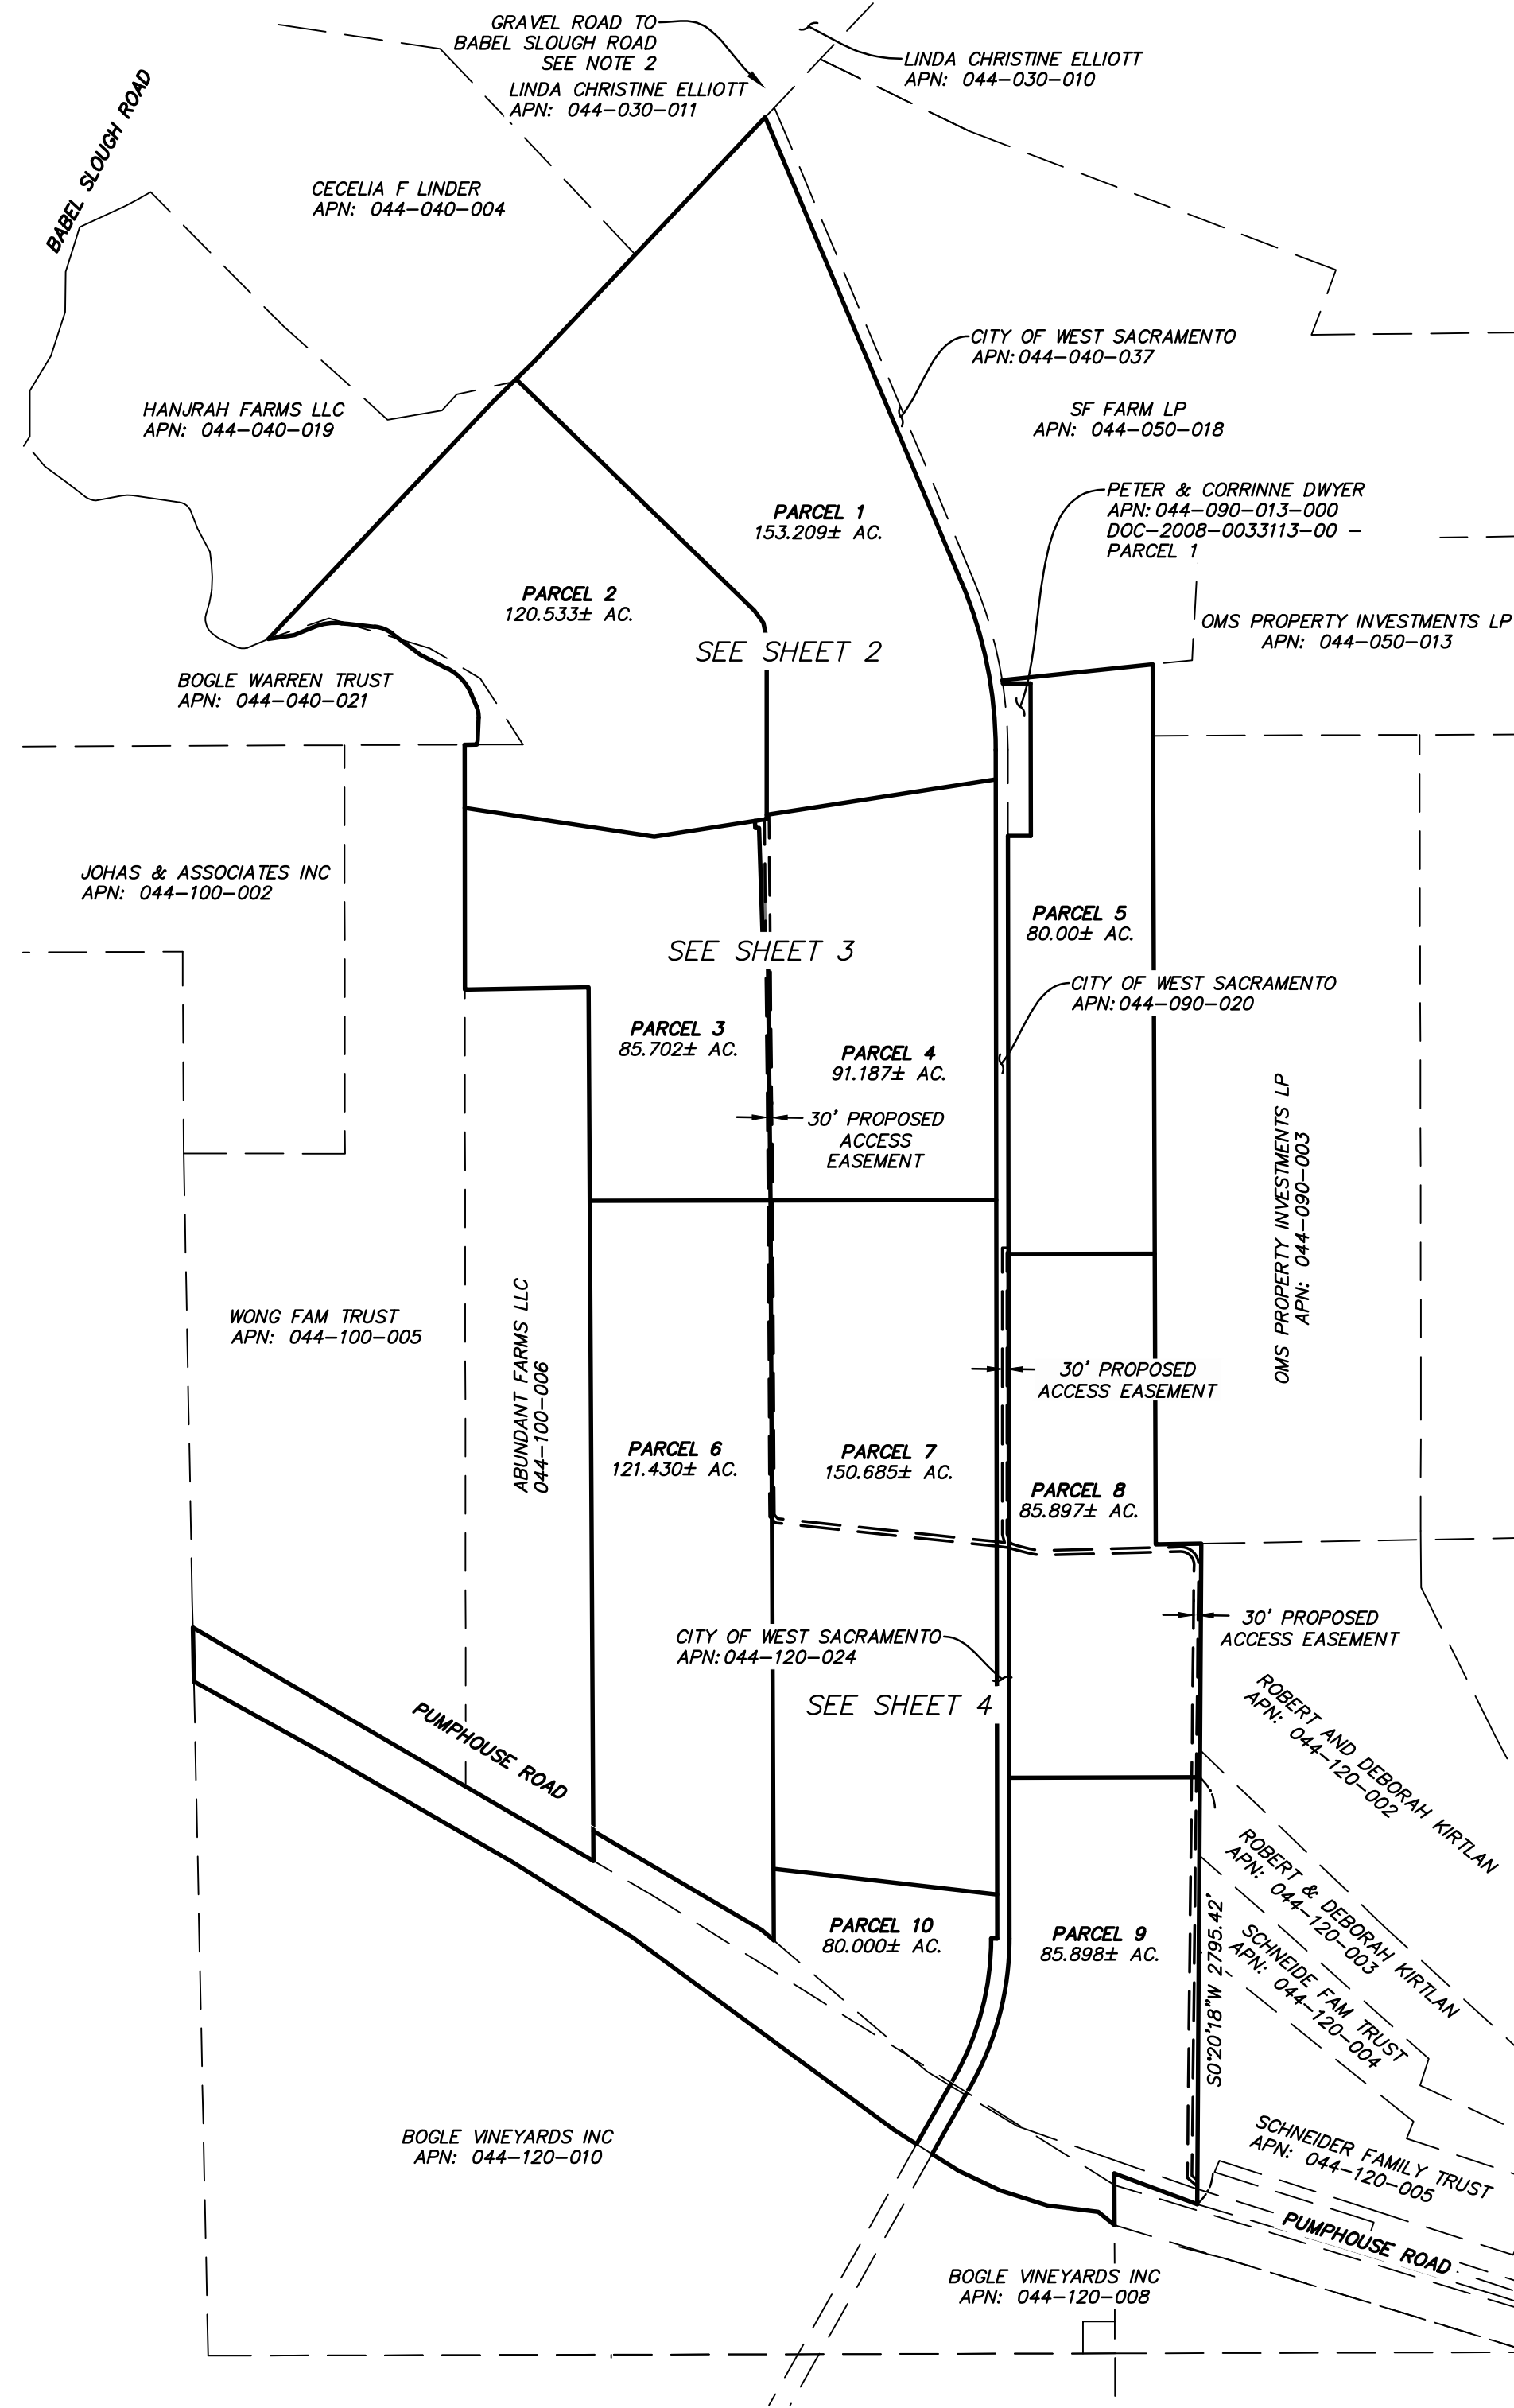 GRAVEL ROAD TO
BABEL SLOUGH ROAD
SEE NOTE 2
LINDA CHRISTINE ELLIOTT
APN: 044-030-011
LINDA CHRISTINE ELLIOTT
APN: 044-030-010
BABEL SLOUGH ROAD
CECELIA F LINDER
APN: 044-040-004
CITY OF WEST SACRAMENTO
APN: 044-040-037
HANJRAH FARMS LLC
APN: 044-040-019
SF FARM LP
APN: 044-050-018
PETER & CORRINNE DWYER
APN: 044-090-013-000
DOC-2008-0033113-00 -
PARCEL 1
PARCEL 1
153.209± AC.
PARCEL 2
120.533± AC.
OMS PROPERTY INVESTMENTS LP
APN: 044-050-013
SEE SHEET 2
BOGLE WARREN TRUST
APN: 044-040-021
JOHAS & ASSOCIATES INC
APN: 044-100-002
PARCEL 5
80.00± AC.
SEE SHEET 3
CITY OF WEST SACRAMENTO
APN: 044-090-020
PARCEL 3
85.702± AC.
PARCEL 4
91.187± AC.
30' PROPOSED
ACCESS
EASEMENT
OMS PROPERTY INVESTMENTS LP
APN: 044-090-003
WONG FAM TRUST
APN: 044-100-005
ABUNDANT FARMS LLC
044-100-006
30' PROPOSED
ACCESS EASEMENT
PARCEL 6
121.430± AC.
PARCEL 7
150.685± AC.
PARCEL 8
85.897± AC.
30' PROPOSED
ACCESS EASEMENT
CITY OF WEST SACRAMENTO
APN: 044-120-024
SEE SHEET 4
PUMPHOUSE ROAD
ROBERT AND DEBORAH KIRTLAN
APN: 044-120-002
ROBERT & DEBORAH KIRTLAN
APN: 044-120-003
SCHNEIDE FAM TRUST
APN: 044-120-004
S0°20'18"W 2795.42'
PARCEL 10
80.000± AC.
PARCEL 9
85.898± AC.
BOGLE VINEYARDS INC
APN: 044-120-010
SCHNEIDER FAMILY TRUST
APN: 044-120-005
PUMPHOUSE ROAD
BOGLE VINEYARDS INC
APN: 044-120-008